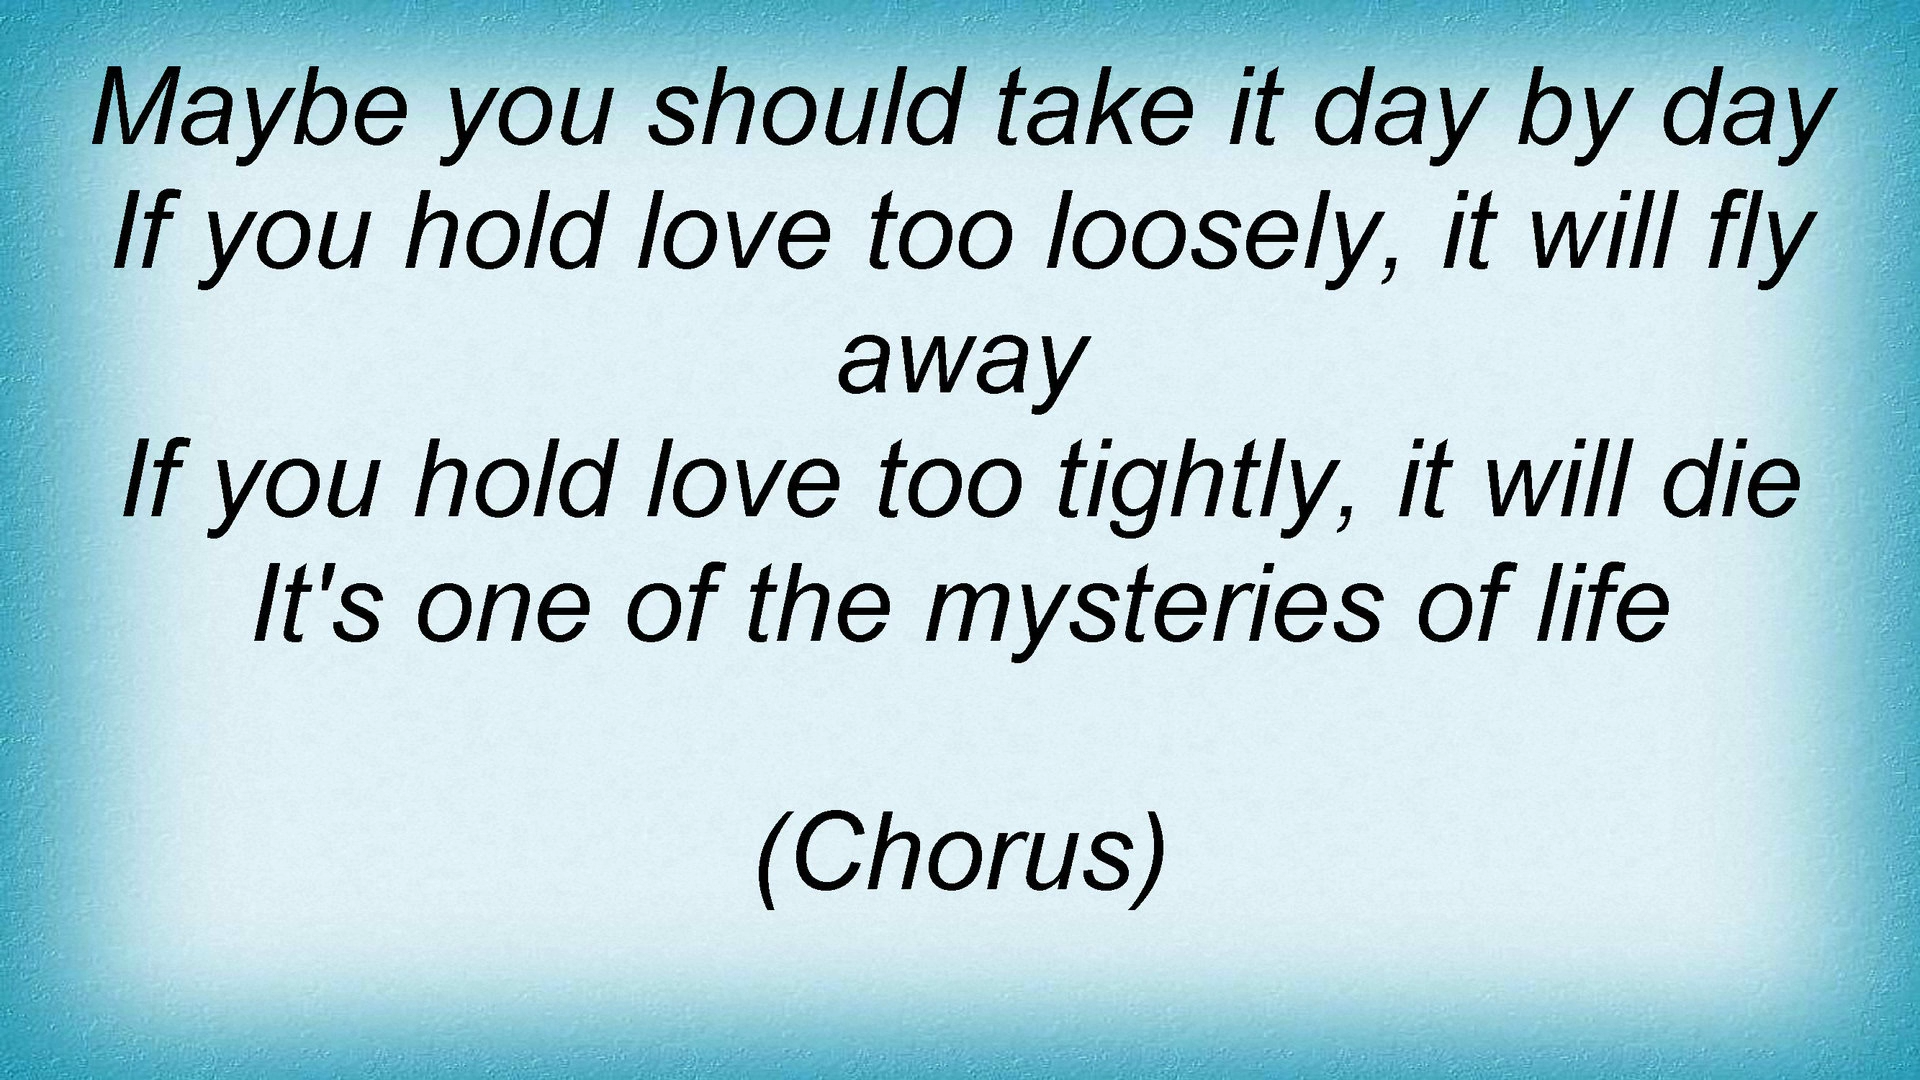 Maybe you should take it day by day
If you hold love too loosely, it will fly
away
If you hold love too tightly, it will die
It's one of the mysteries of life
(Chorus)